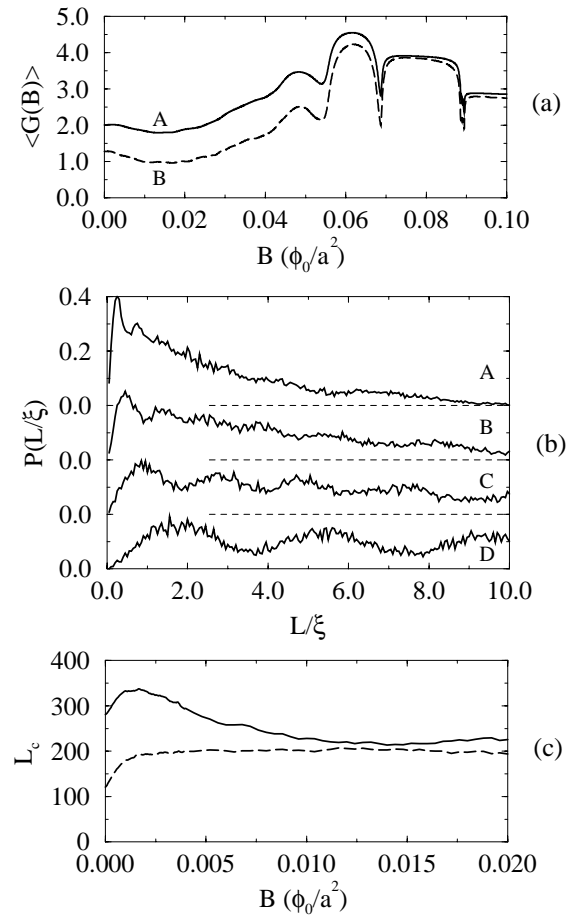 5.0
4.0
3.0
2.0
1.0
0.0
<G(B)>
A
B
(a)
0.00 0.02 0.04 0.06 0.08 0.10
B (ϕ₀/a²)
0.4
0.2
0.0
0.0
0.0
0.0
P(L/ξ)
A
B
C
D
(b)
0.0 2.0 4.0 6.0 8.0 10.0
L/ξ
400
300
200
100
0
L_c
(c)
0.000 0.005 0.010 0.015 0.020
B (ϕ₀/a²)